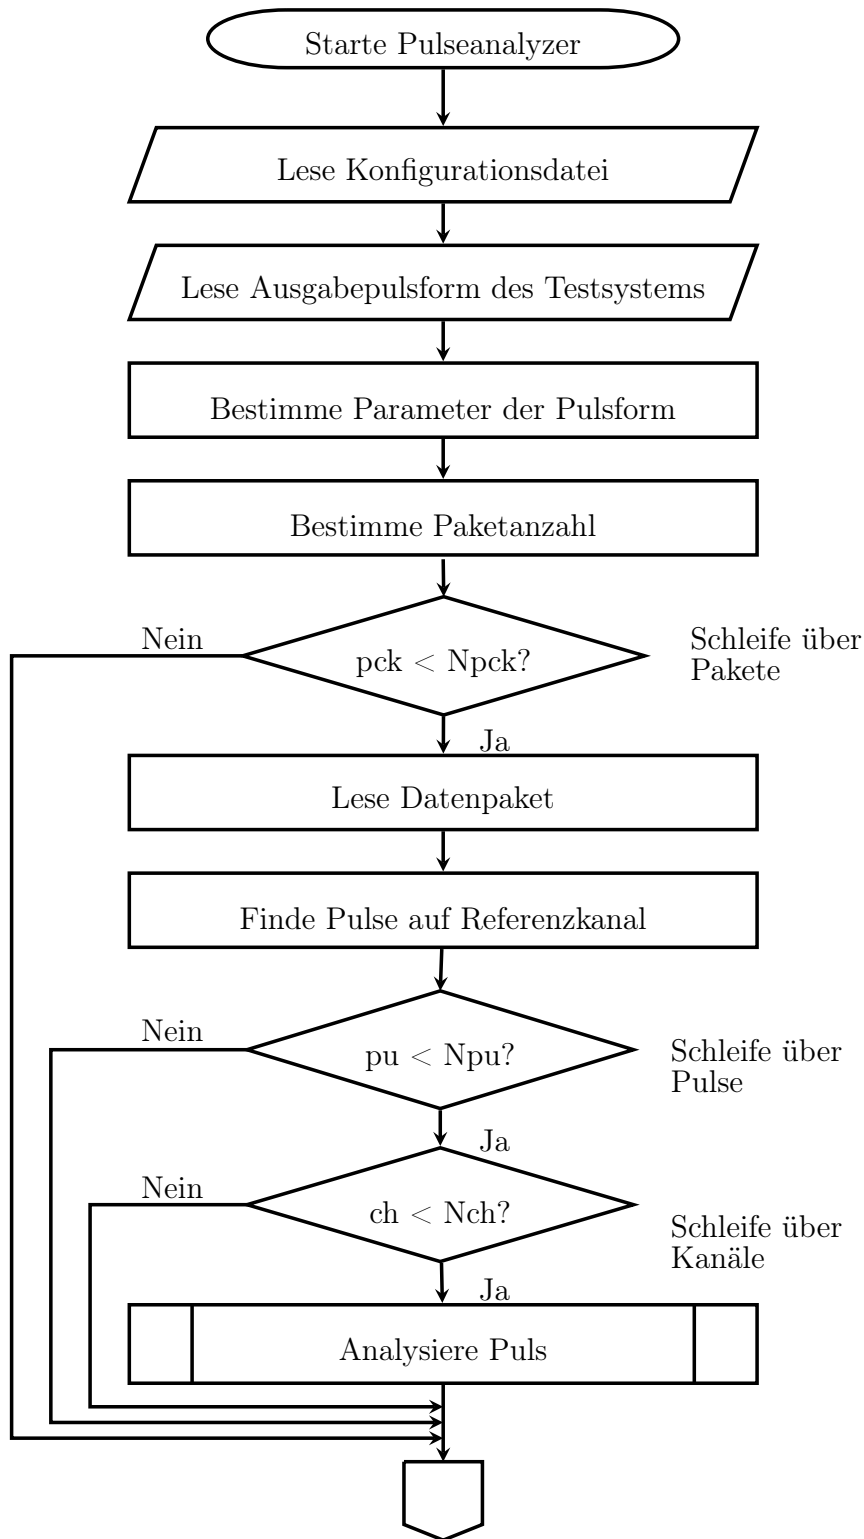 Starte Pulseanalyzer
Lese Konfigurationsdatei
Lese Ausgabepulsform des Testsystems
Bestimme Parameter der Pulsform
Bestimme Paketanzahl
Nein
pck < Npck?
Schleife über
Pakete
Ja
Lese Datenpaket
Finde Pulse auf Referenzkanal
Nein
pu < Npu?
Schleife über
Pulse
Ja
Nein
ch < Nch?
Schleife über
Kanäle
Ja
Analysiere Puls